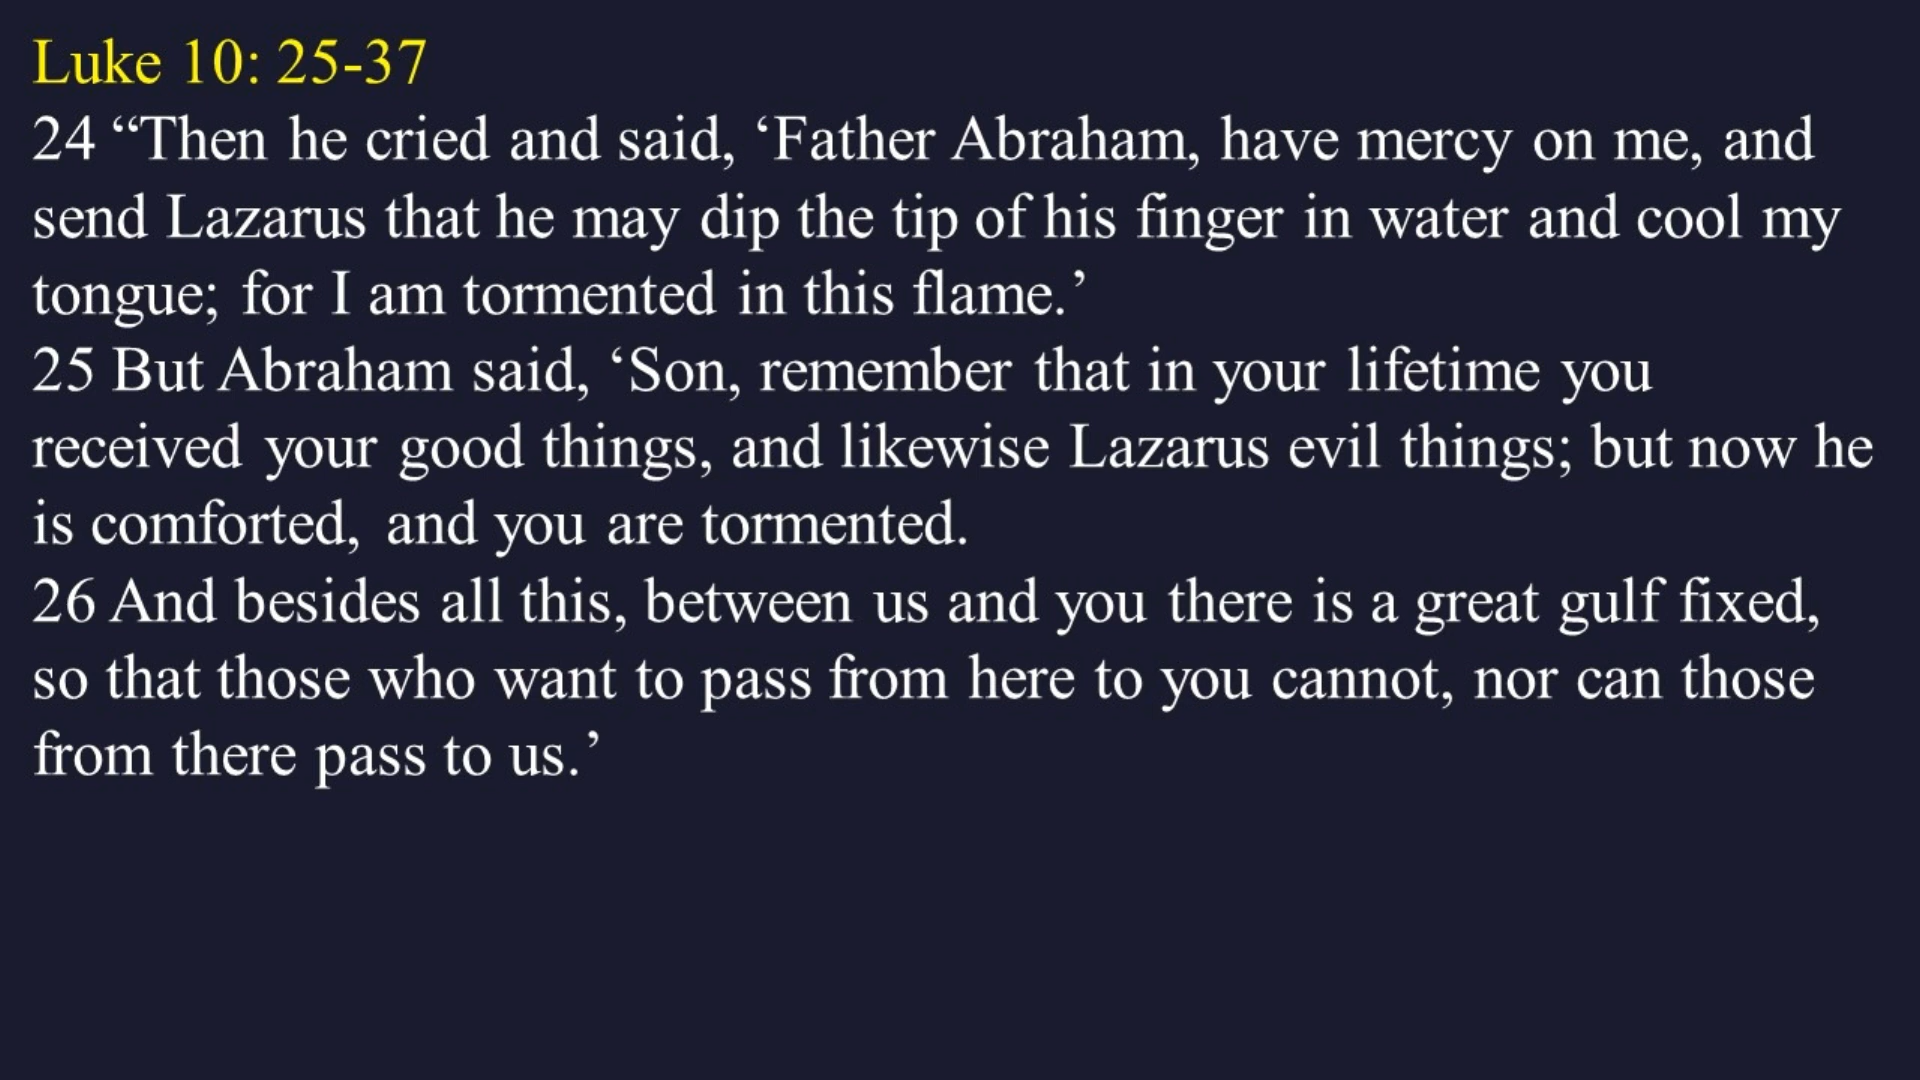 Luke 10: 25-37
24 “Then he cried and said, ‘Father Abraham, have mercy on me, and
send Lazarus that he may dip the tip of his finger in water and cool my
tongue; for I am tormented in this flame.’
25 But Abraham said, ‘Son, remember that in your lifetime you
received your good things, and likewise Lazarus evil things; but now he
is comforted, and you are tormented.
26 And besides all this, between us and you there is a great gulf fixed,
so that those who want to pass from here to you cannot, nor can those
from there pass to us.’